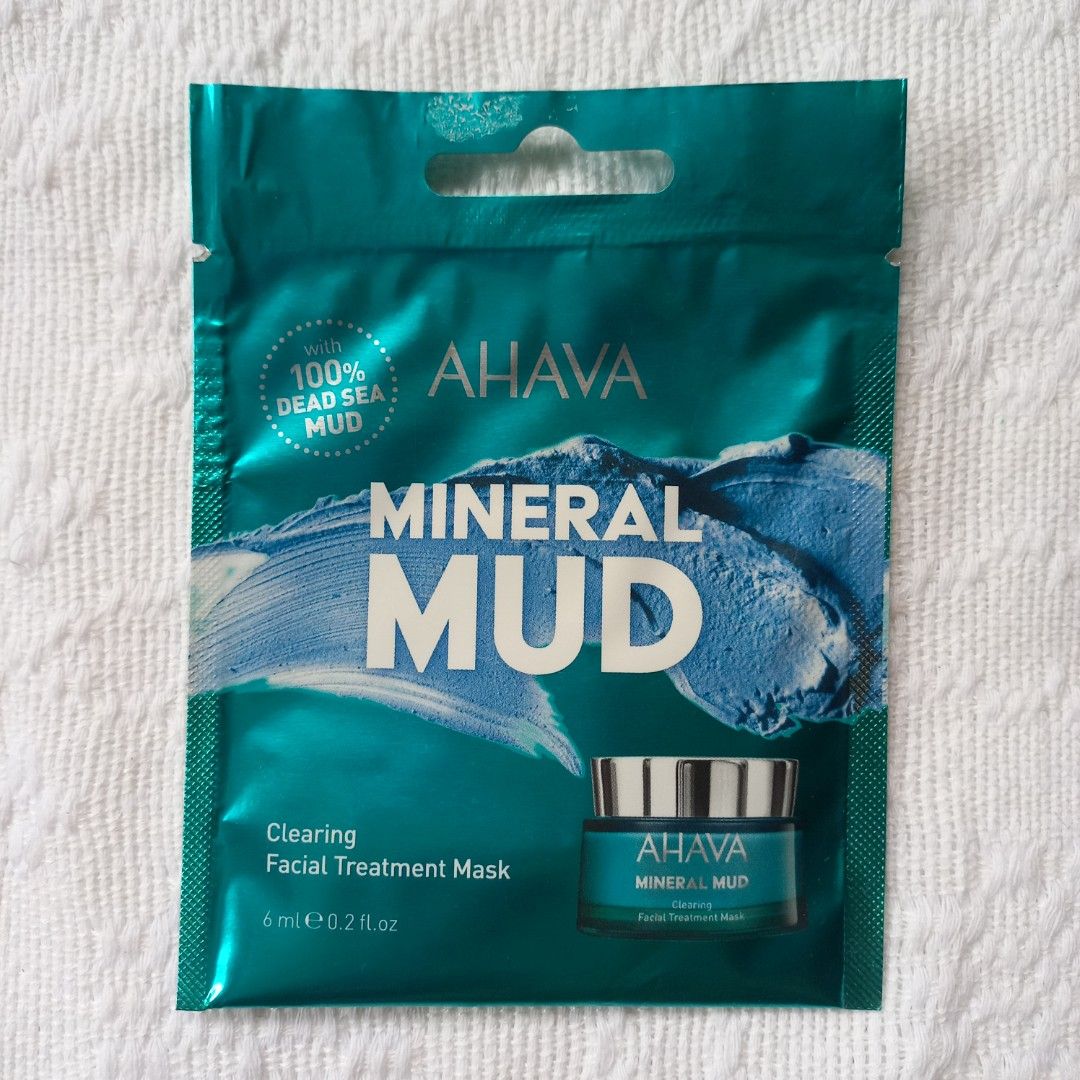 with
100%
DEAD SEA
MUD
AHAVA
MINERAL
MUD
Clearing
Facial Treatment Mask
6 ml ℮ 0.2 fl.oz
AHAVA
MINERAL MUD
Clearing
Facial Treatment Mask